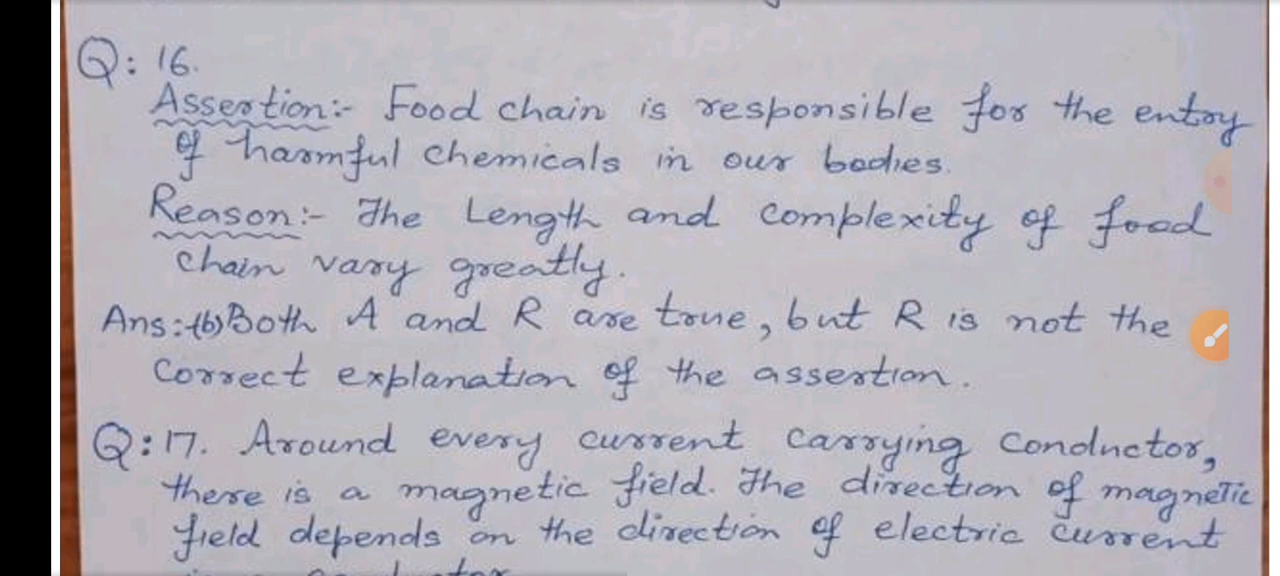 Q: 16.
Assertion:- Food chain is responsible for the entry
of harmful chemicals in our bodies.
Reason:- The Length and complexity of food
chain vary greatly.
Ans:-(b) Both A and R are true, but R is not the
Correct explanation of the assertion.
Q:17. Around every current carrying Conductor,
there is a magnetic field. The direction of magnetic
field depends on the direction of electric current